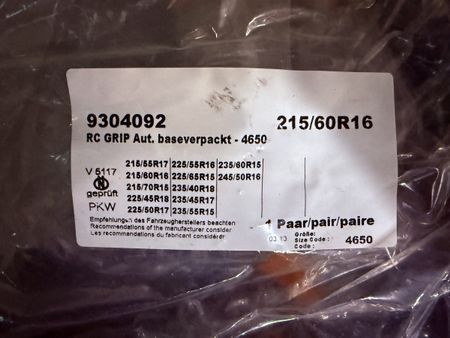 9304092 215/60R16
RC GRIP Aut. baseverpackt - 4650
215/55R17 225/55R16 235/60R15
V 5117 215/60R16 225/65R15 245/50R16
geprüft 215/70R15 235/40R18
PKW 225/45R18 235/45R17
225/50R17 235/55R15
Empfehlungen des Fahrzeugherstellers beachten
Recommendations of the manufacturer consider
Les recommandations du fabricant considérer
1 Paar/pair/paire
03.13 Größe:
Size Code: 4650
Code: